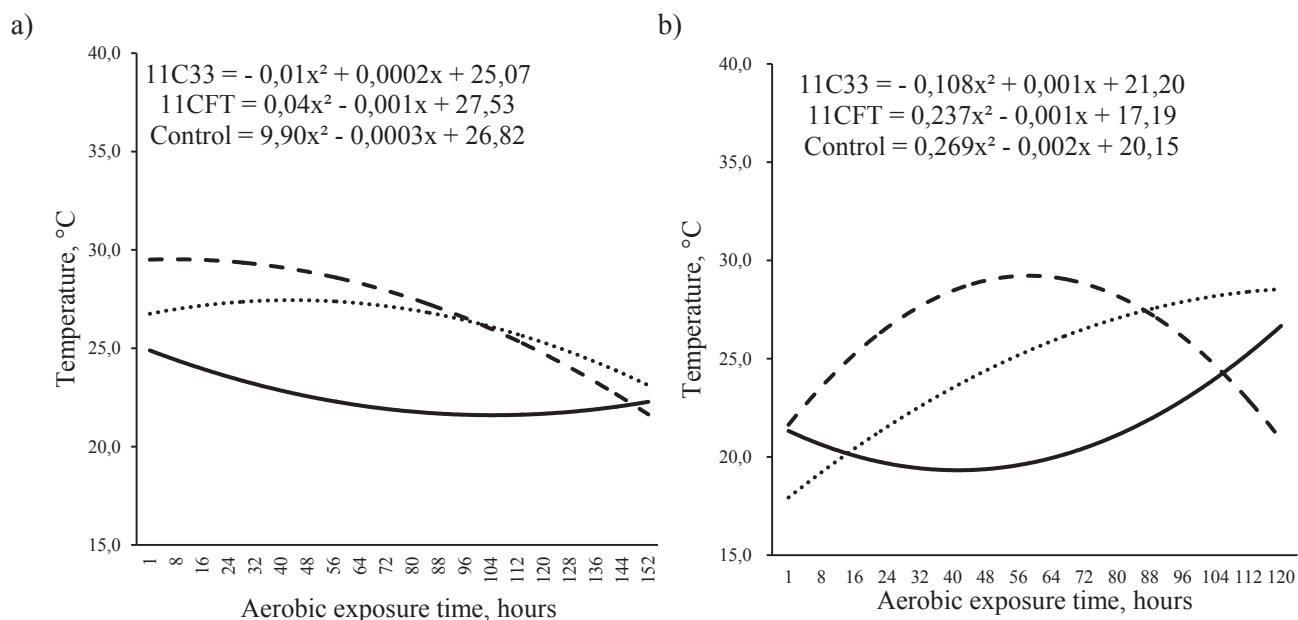 a)
11C33 = - 0,01x² + 0,0002x + 25,07
11CFT = 0,04x² - 0,001x + 27,53
Control = 9,90x² - 0,0003x + 26,82
Temperature, °C
40,0
35,0
30,0
25,0
20,0
15,0
1 8 16 24 32 40 48 56 64 72 80 88 96 104 112 120 128 136 144 152
Aerobic exposure time, hours
b)
11C33 = - 0,108x² + 0,001x + 21,20
11CFT = 0,237x² - 0,001x + 17,19
Control = 0,269x² - 0,002x + 20,15
Temperature, °C
40,0
35,0
30,0
25,0
20,0
15,0
1 8 16 24 32 40 48 56 64 72 80 88 96 104 112 120
Aerobic exposure time, hours